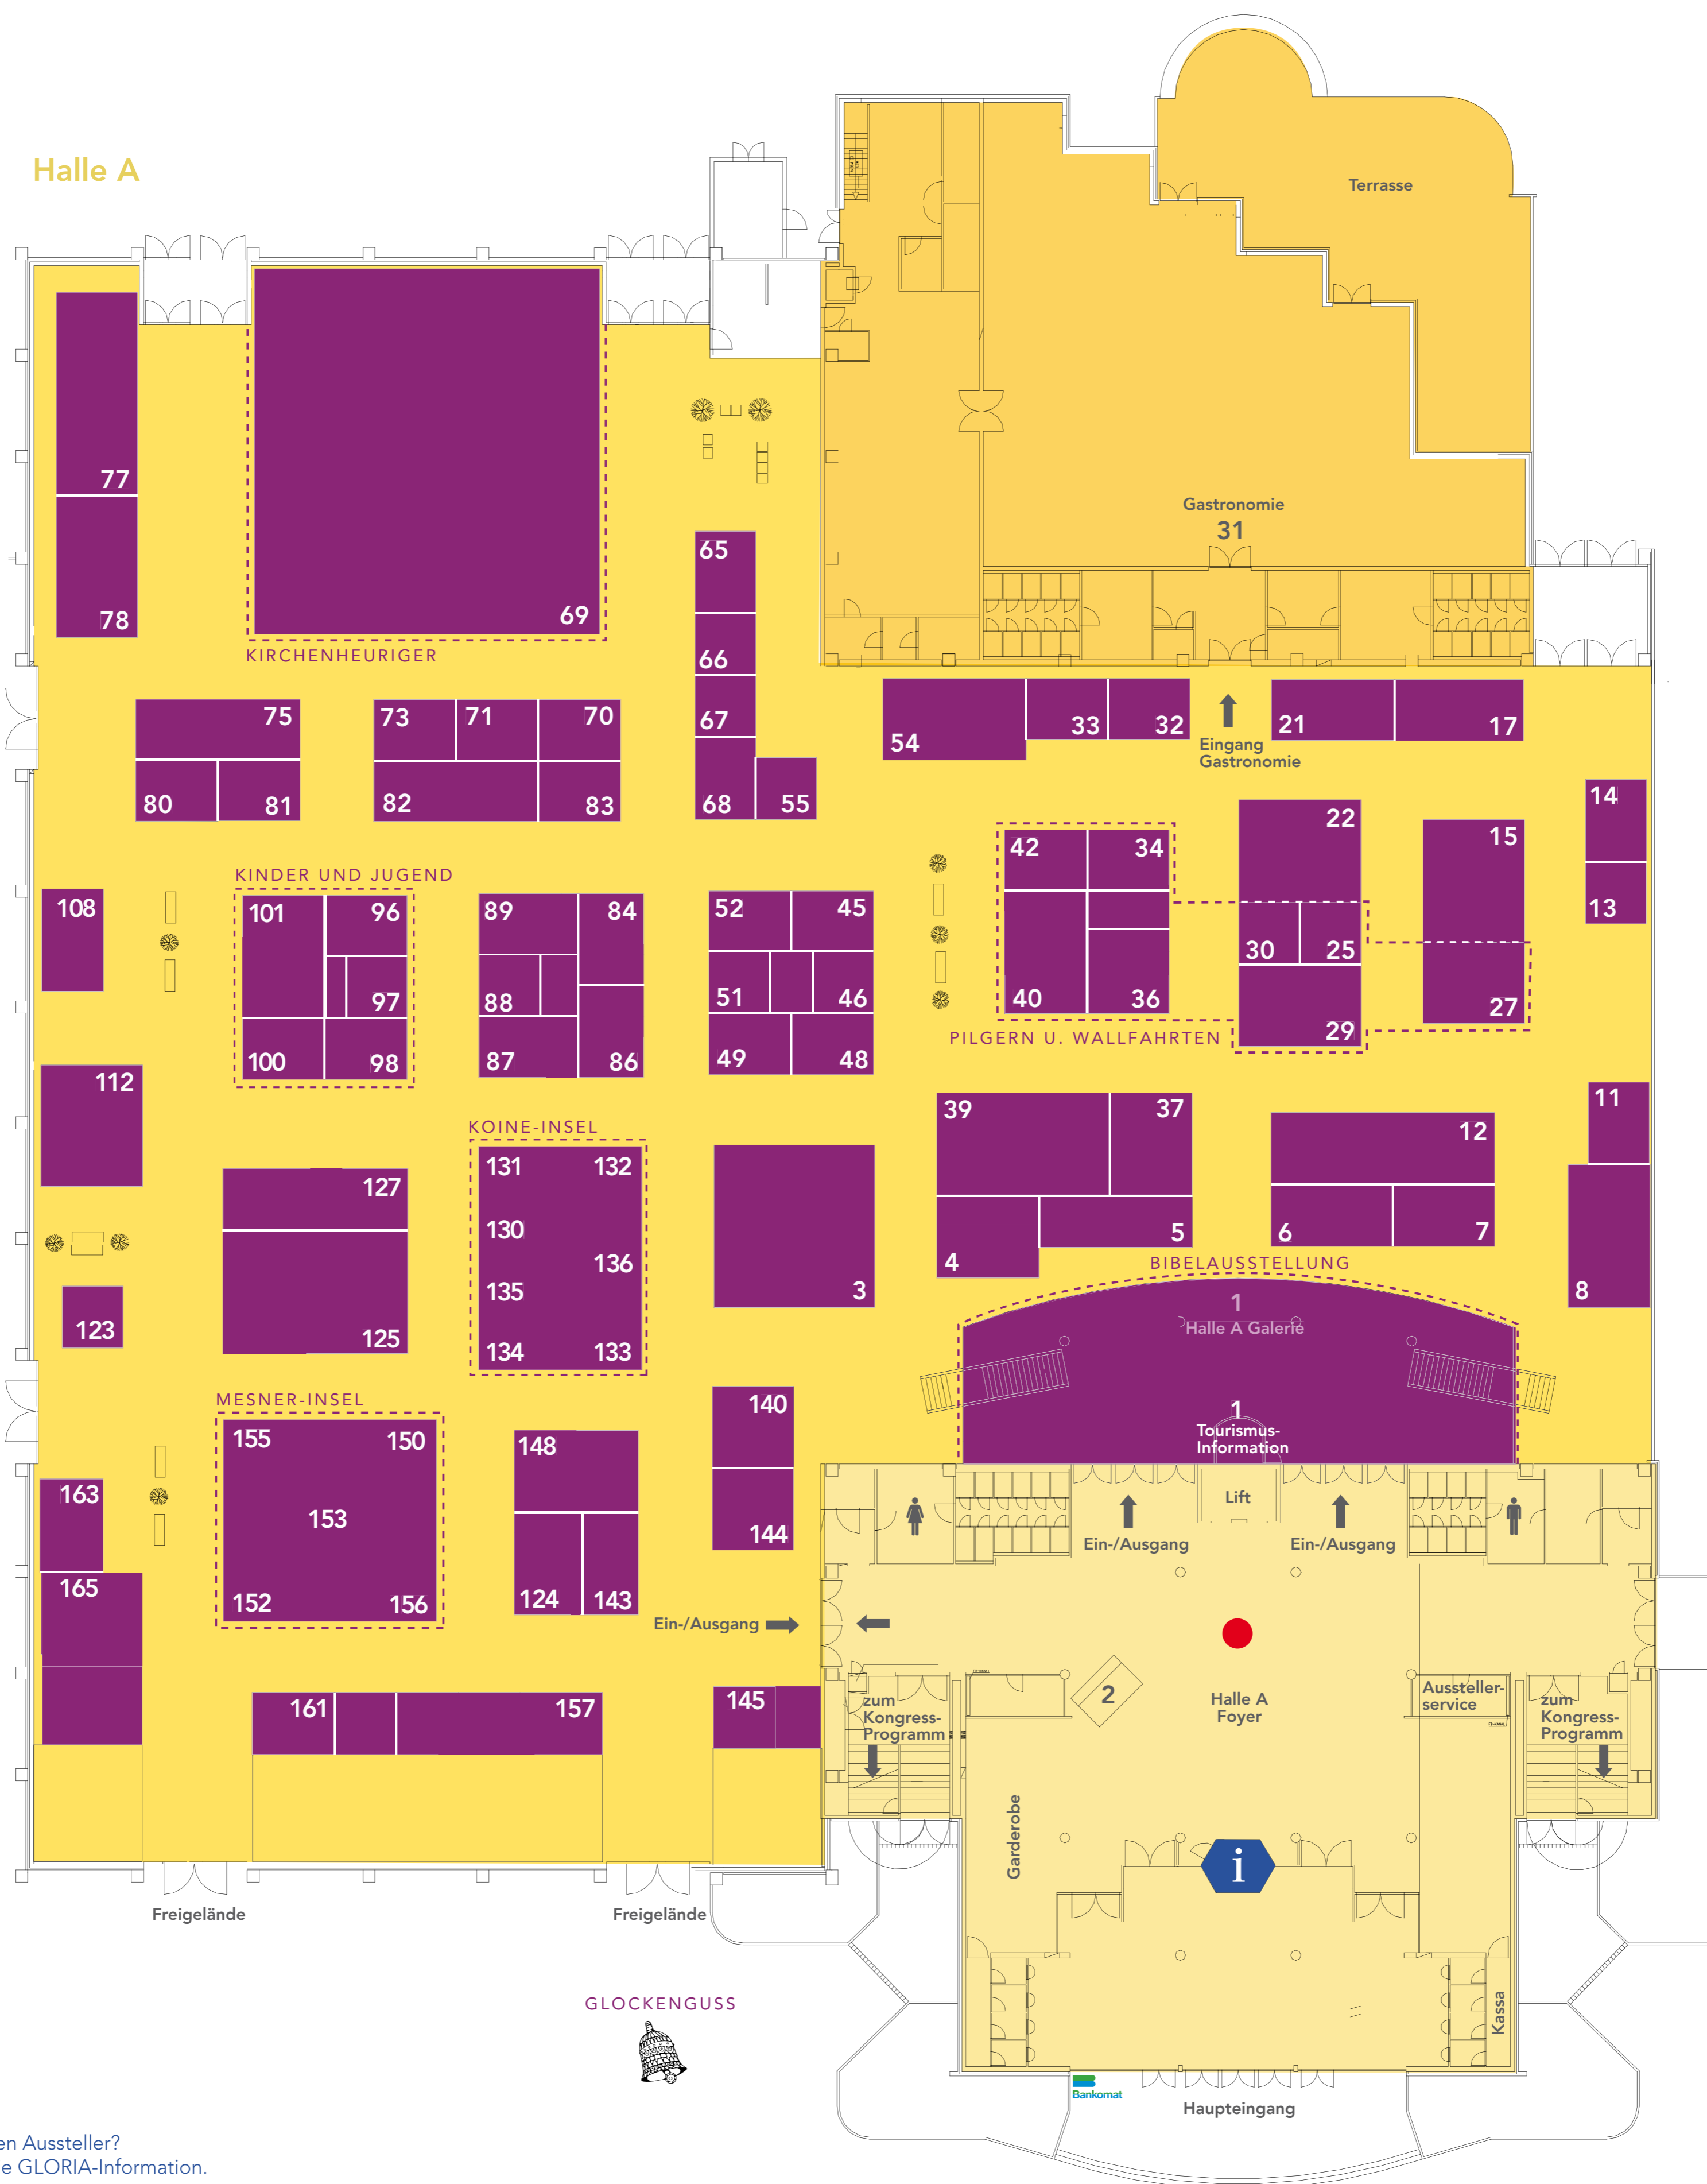 Halle A
Terrasse
Gastronomie
31
77
78
69
KIRCHENHEURIGER
65
66
67
68
55
75
80
81
73
71
70
82
83
54
33
32
Eingang
Gastronomie
21
17
14
13
22
15
42
34
30
25
40
36
29
27
PILGERN U. WALLFAHRTEN
KINDER UND JUGEND
108
101
96
97
100
98
89
84
88
87
86
52
45
51
46
49
48
112
KOINE-INSEL
131
132
130
136
135
134
133
127
125
123
39
37
5
4
3
12
6
7
11
8
BIBELAUSSTELLUNG
1
Halle A Galerie
1
Tourismus-
Information
MESNER-INSEL
155
150
153
152
156
148
124
143
140
144
163
165
161
157
145
Lift
Ein-/Ausgang
Ein-/Ausgang
Ein-/Ausgang
zum
Kongress-
Programm
2
Halle A
Foyer
Aussteller-
service
zum
Kongress-
Programm
Garderobe
i
Kassa
Freigelände
Freigelände
GLOCKENGUSS
Bankomat
Haupteingang
en Aussteller?
e GLORIA-Information.